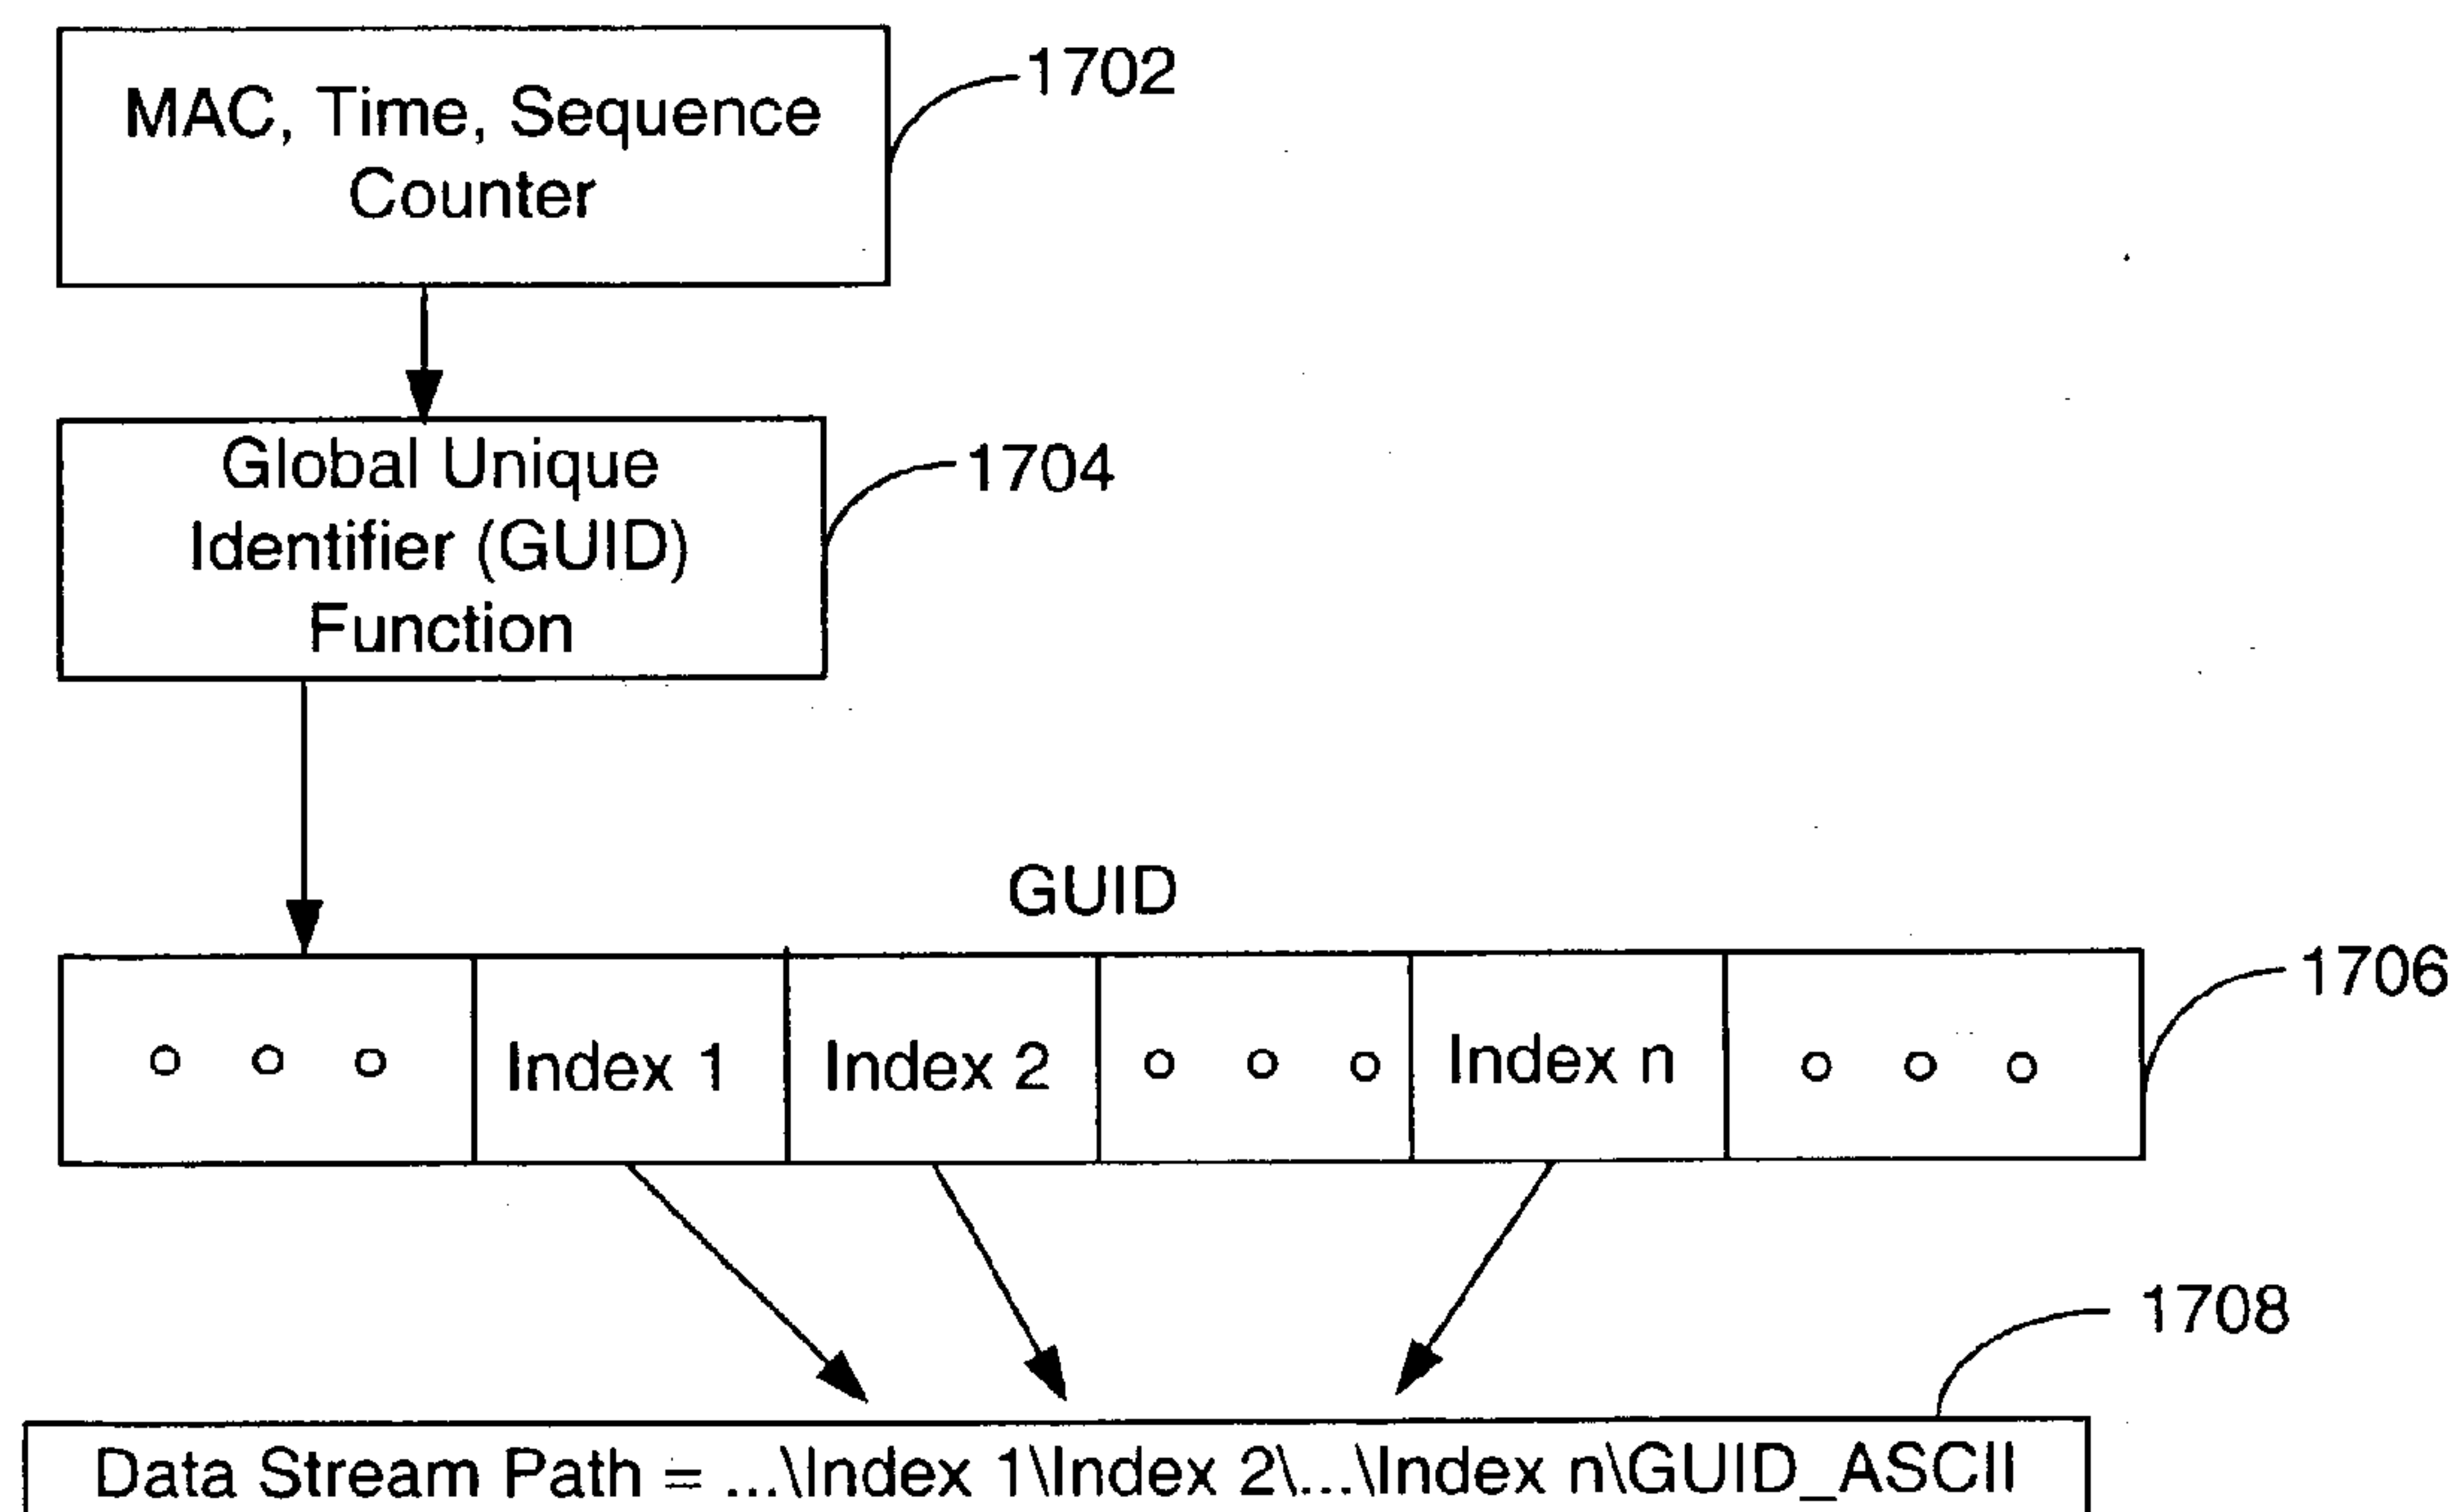 MAC, Time, Sequence
Counter
1702
Global Unique
Identifier (GUID)
Function
1704
GUID
o o o Index 1 Index 2 o o o Index n o o o
1706
1708
Data Stream Path = ...\Index 1\Index 2\...\Index n\GUID_ASCII